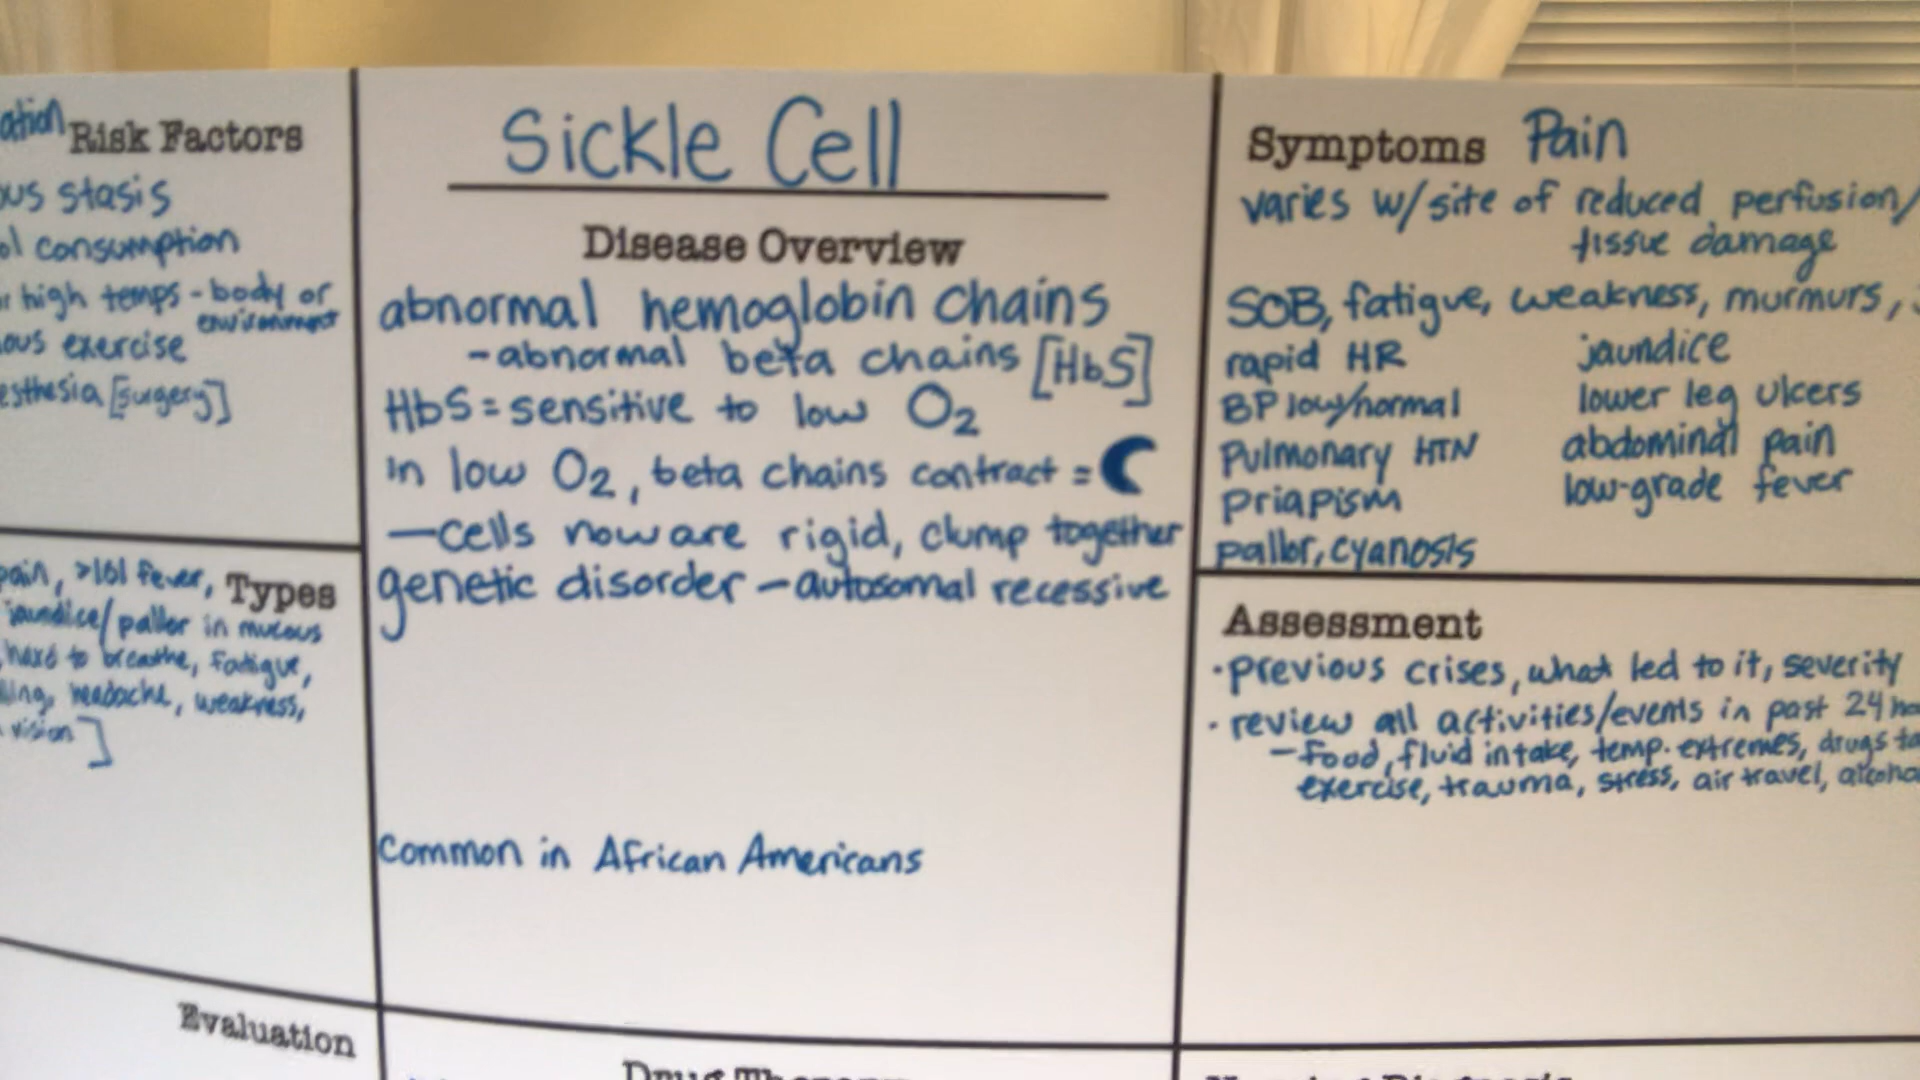 Risk Factors
stasis
consumption
high temps - body or
environment
exercise
[surgery]
>101 fever, Types
jaundice/pallor in mucous
hard to breathe, fatigue,
headache, weakness,
vision]
Evaluation
Sickle Cell
Disease Overview
abnormal hemoglobin chains
- abnormal beta chains [HbS]
HbS = sensitive to low O2
in low O2, beta chains contract =
— cells now are rigid, clump together
genetic disorder — autosomal recessive
common in African Americans
Symptoms Pain
varies w/ site of reduced perfusion/
tissue damage
SOB, fatigue, weakness, murmurs,
rapid HR jaundice
BP low/normal lower leg ulcers
Pulmonary HTN abdominal pain
priapism low-grade fever
pallor, cyanosis
Assessment
· previous crises, what led to it, severity
· review all activities/events in past 24
— food, fluid intake, temp. extremes, drugs
exercise, trauma, stress, air travel,